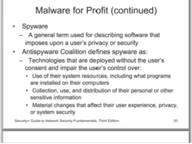 Malware for Profit (continued)
• Spyware
– A general term used for describing software that
imposes upon a user's privacy or security
• Antispyware Coalition defines spyware as:
– Technologies that are deployed without the user's
consent and impair the user's control over:
• Use of their system resources, including what programs
are installed on their computers
• Collection, use, and distribution of their personal or other
sensitive information
• Material changes that affect their user experience, privacy,
or system security
Security+ Guide to Network Security Fundamentals, Third Edition
20